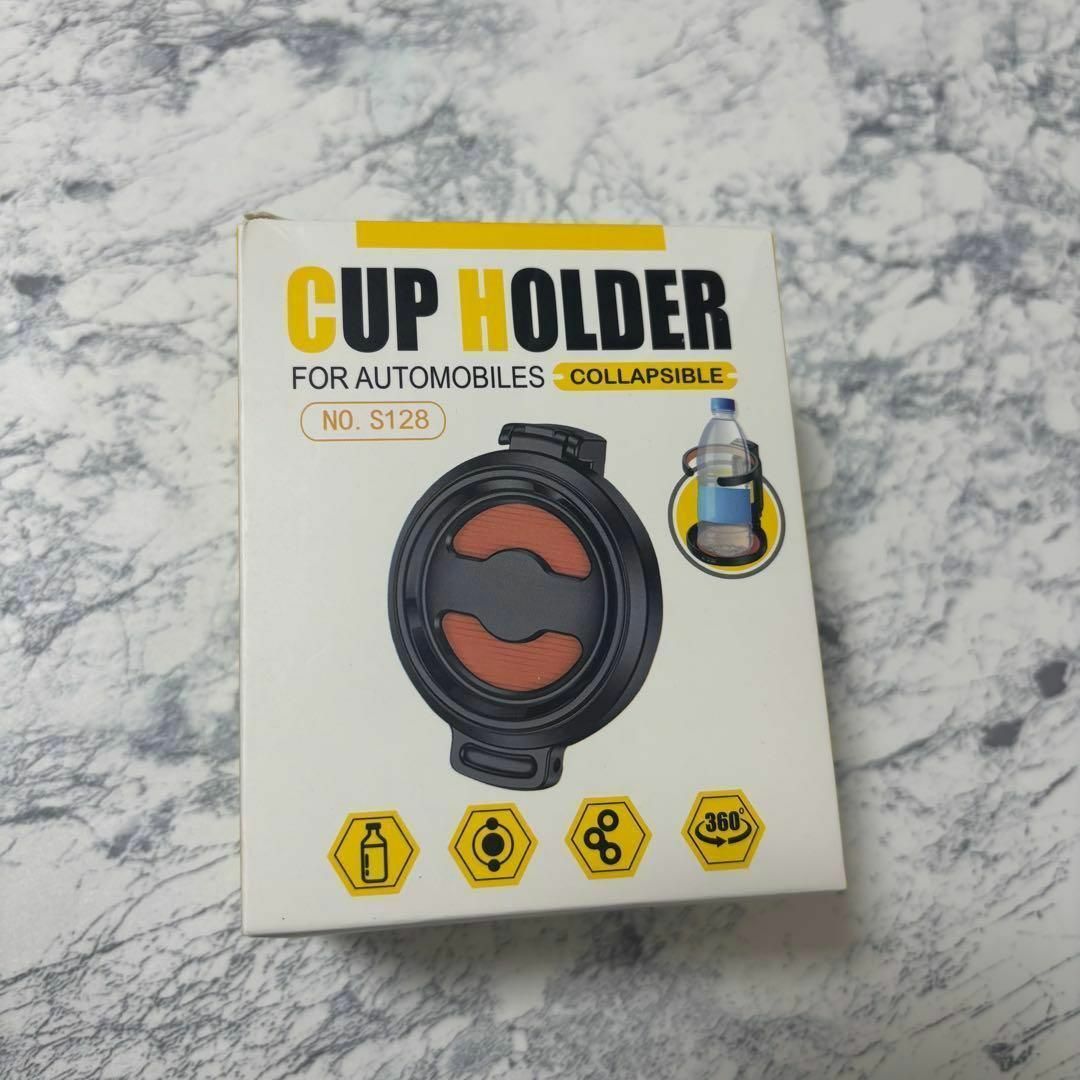 CUP HOLDER
FOR AUTOMOBILES COLLAPSIBLE
NO. S128
360°